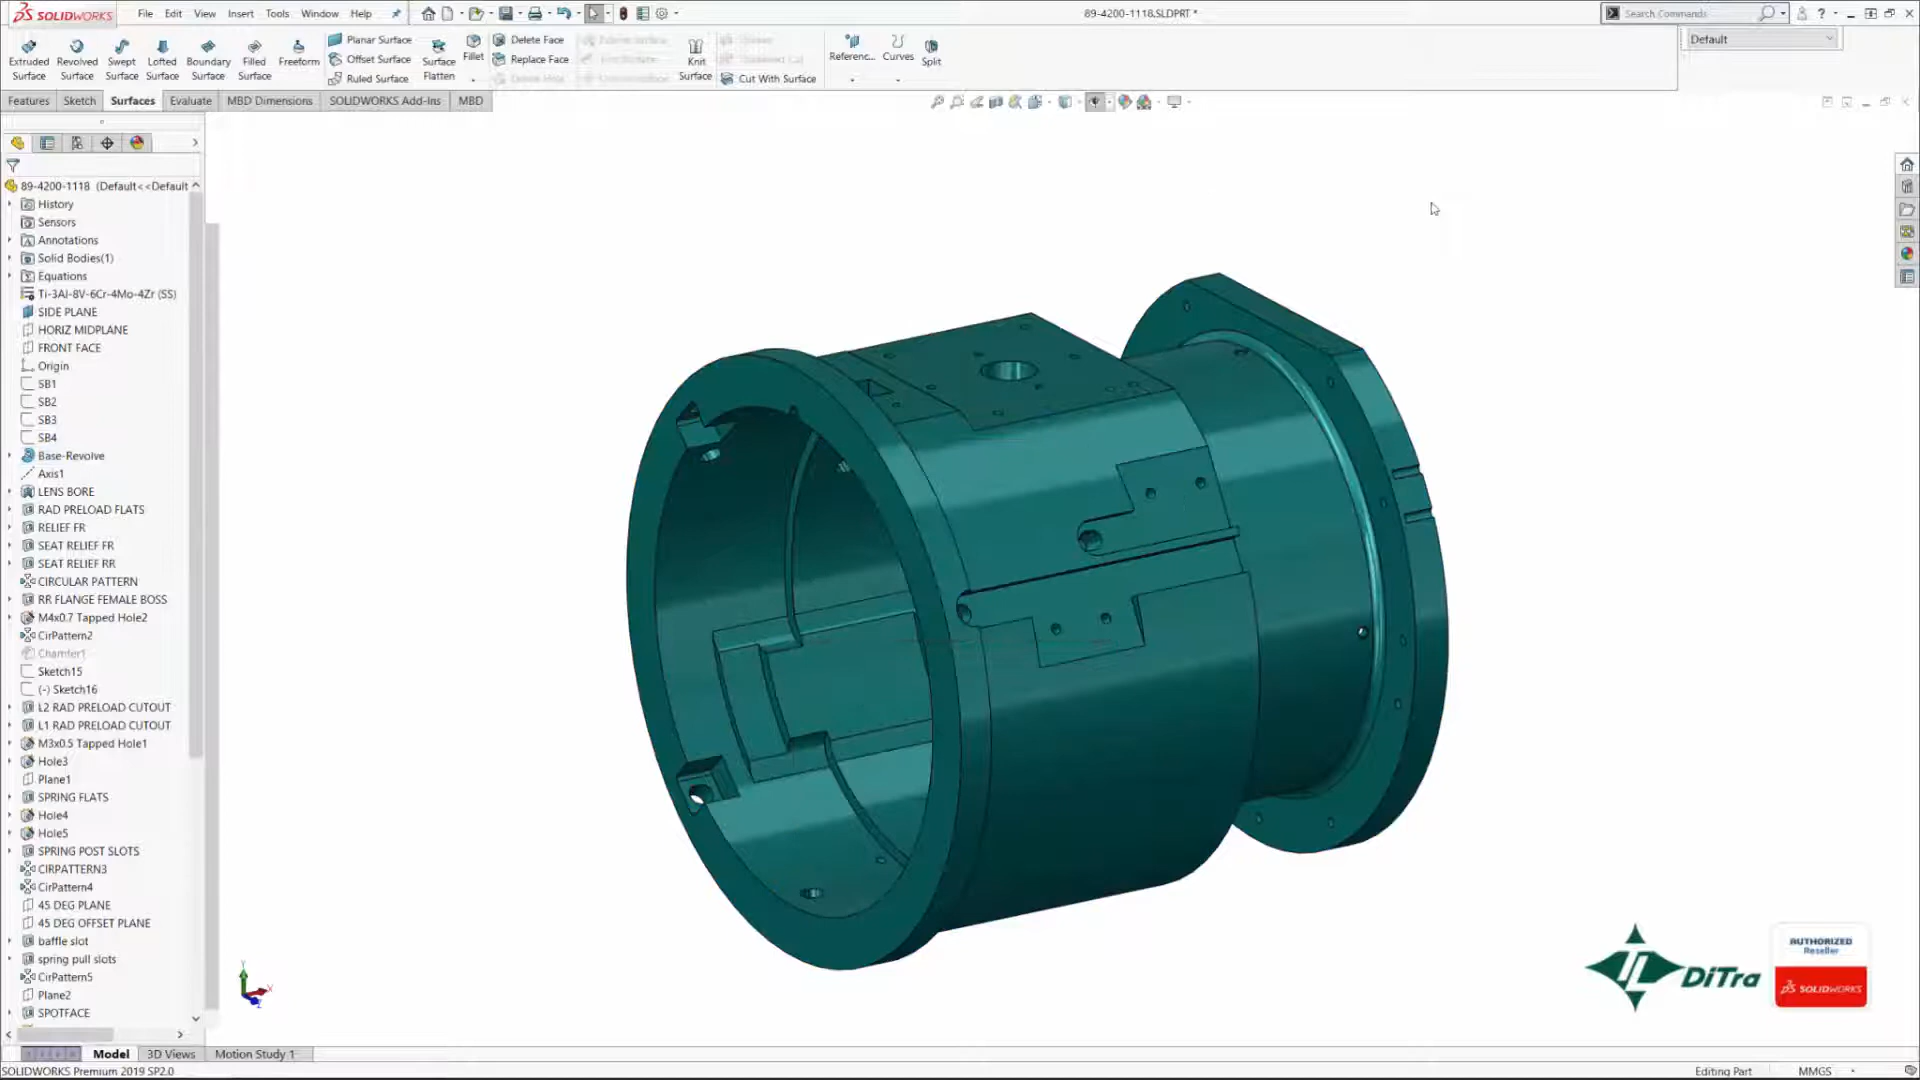 SOLIDWORKS File Edit View Insert Tools Window Help 89-4200-1118.SLDPRT * Search Commands
Default
Extruded Surface
Revolved Surface
Swept Surface
Lofted Surface
Boundary Surface
Filled Surface
Freeform
Planar Surface
Offset Surface
Ruled Surface
Surface Flatten
Fillet
Delete Face
Replace Face
Knit Surface
Cut With Surface
Referenc...
Curves
Split
Features Sketch Surfaces Evaluate MBD Dimensions SOLIDWORKS Add-Ins MBD
89-4200-1118 (Default<<Default
History
Sensors
Annotations
Solid Bodies(1)
Equations
Ti-3Al-8V-6Cr-4Mo-4Zr (SS)
SIDE PLANE
HORIZ MIDPLANE
FRONT FACE
Origin
SB1
SB2
SB3
SB4
Base-Revolve
Axis1
LENS BORE
RAD PRELOAD FLATS
RELIEF FR
SEAT RELIEF FR
SEAT RELIEF RR
CIRCULAR PATTERN
RR FLANGE FEMALE BOSS
M4x0.7 Tapped Hole2
CirPattern2
Chamfer1
Sketch15
(-) Sketch16
L2 RAD PRELOAD CUTOUT
L1 RAD PRELOAD CUTOUT
M3x0.5 Tapped Hole1
Hole3
Plane1
SPRING FLATS
Hole4
Hole5
SPRING POST SLOTS
CIRPATTERN3
CirPattern4
45 DEG PLANE
45 DEG OFFSET PLANE
baffle slot
spring pull slots
CirPattern5
Plane2
SPOTFACE
DiTra
AUTHORIZED
Reseller
SOLIDWORKS
Model 3D Views Motion Study 1
SOLIDWORKS Premium 2019 SP2.0 Editing Part MMGS